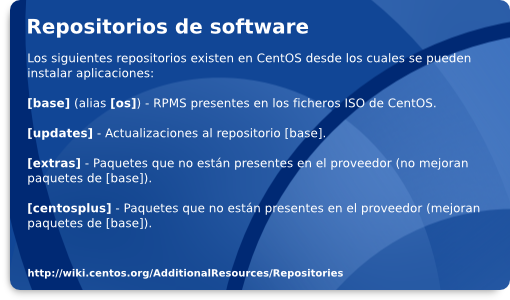 Repositorios de software
Los siguientes repositorios existen en CentOS desde los cuales se pueden
instalar aplicaciones:
[base] (alias [os]) - RPMS presentes en los ficheros ISO de CentOS.
[updates] - Actualizaciones al repositorio [base].
[extras] - Paquetes que no están presentes en el proveedor (no mejoran
paquetes de [base]).
[centosplus] - Paquetes que no están presentes en el proveedor (mejoran
paquetes de [base]).
http://wiki.centos.org/AdditionalResources/Repositories